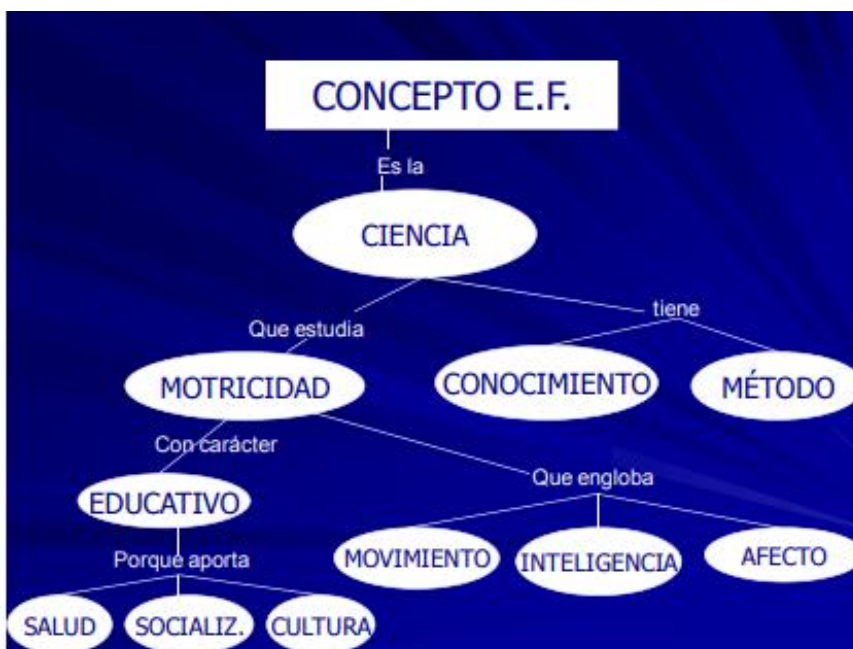 CONCEPTO E.F.
Es la
CIENCIA
Que estudia
tiene
MOTRICIDAD
CONOCIMIENTO
MÉTODO
Con carácter
Que engloba
EDUCATIVO
MOVIMIENTO
INTELIGENCIA
AFECTO
Porque aporta
SALUD
SOCIALIZ.
CULTURA